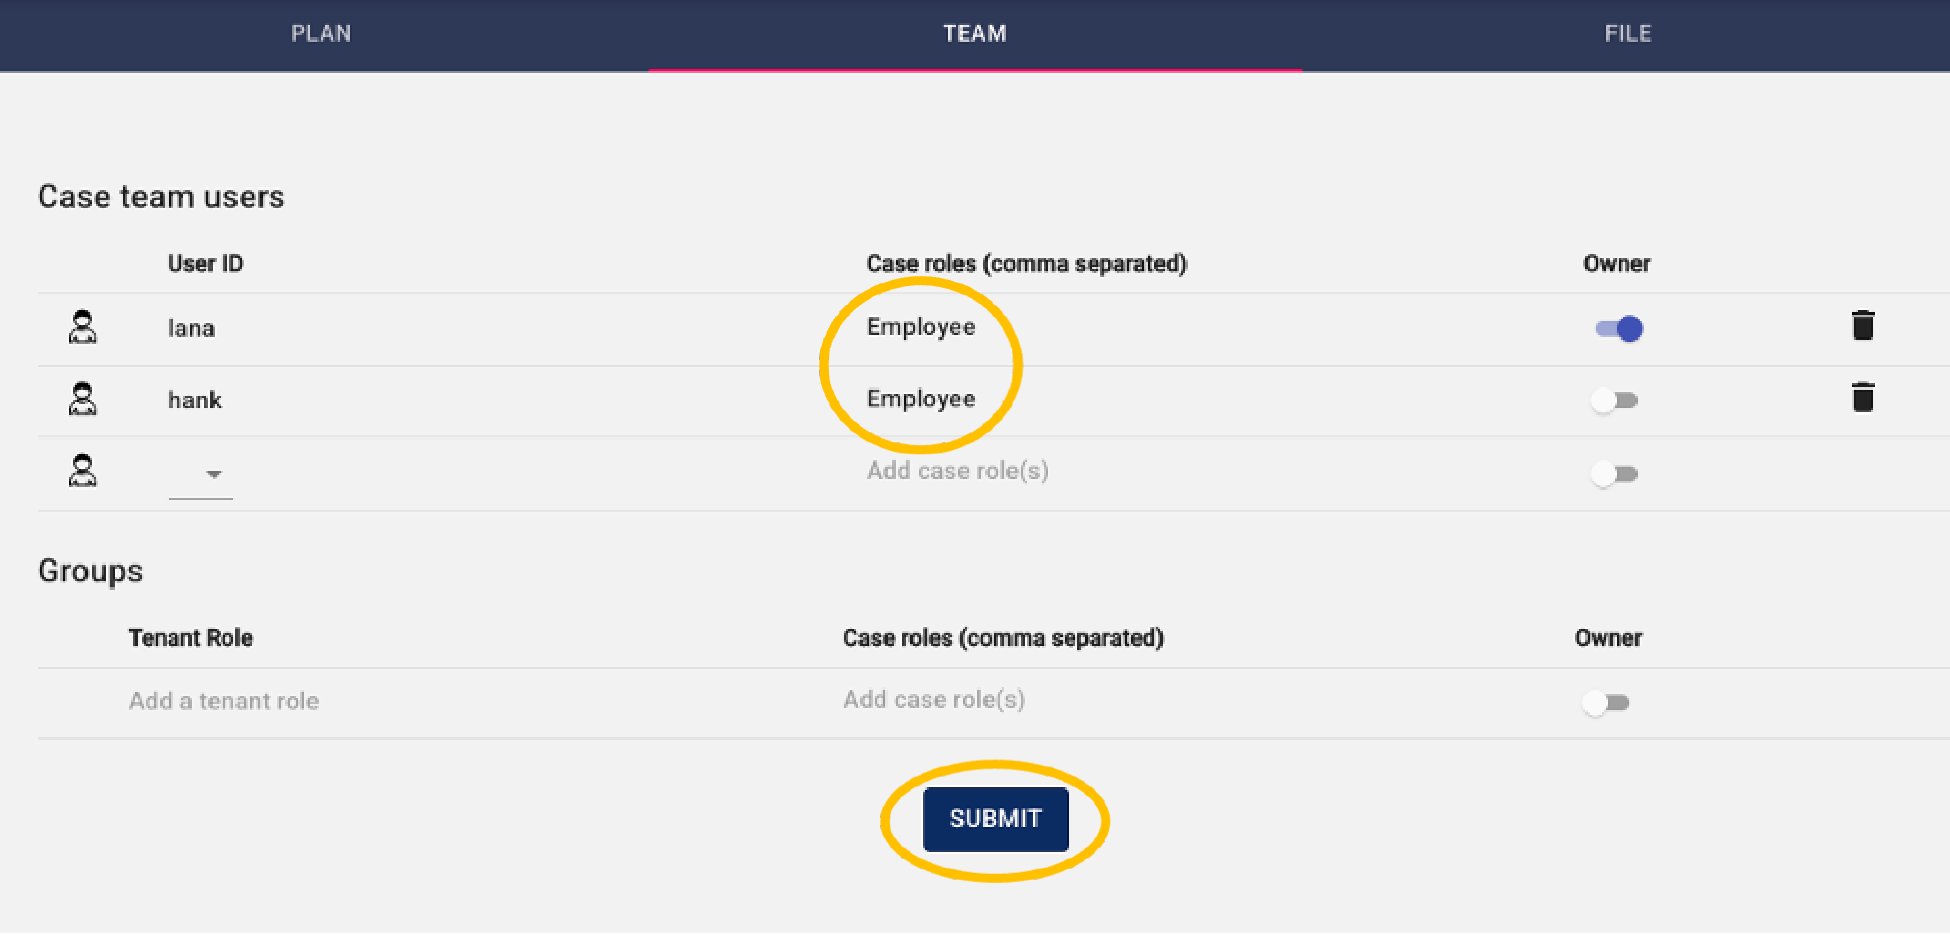 PLAN TEAM FILE
Case team users
User ID Case roles (comma separated) Owner
lana Employee
hank Employee
Add case role(s)
Groups
Tenant Role Case roles (comma separated) Owner
Add a tenant role Add case role(s)
SUBMIT